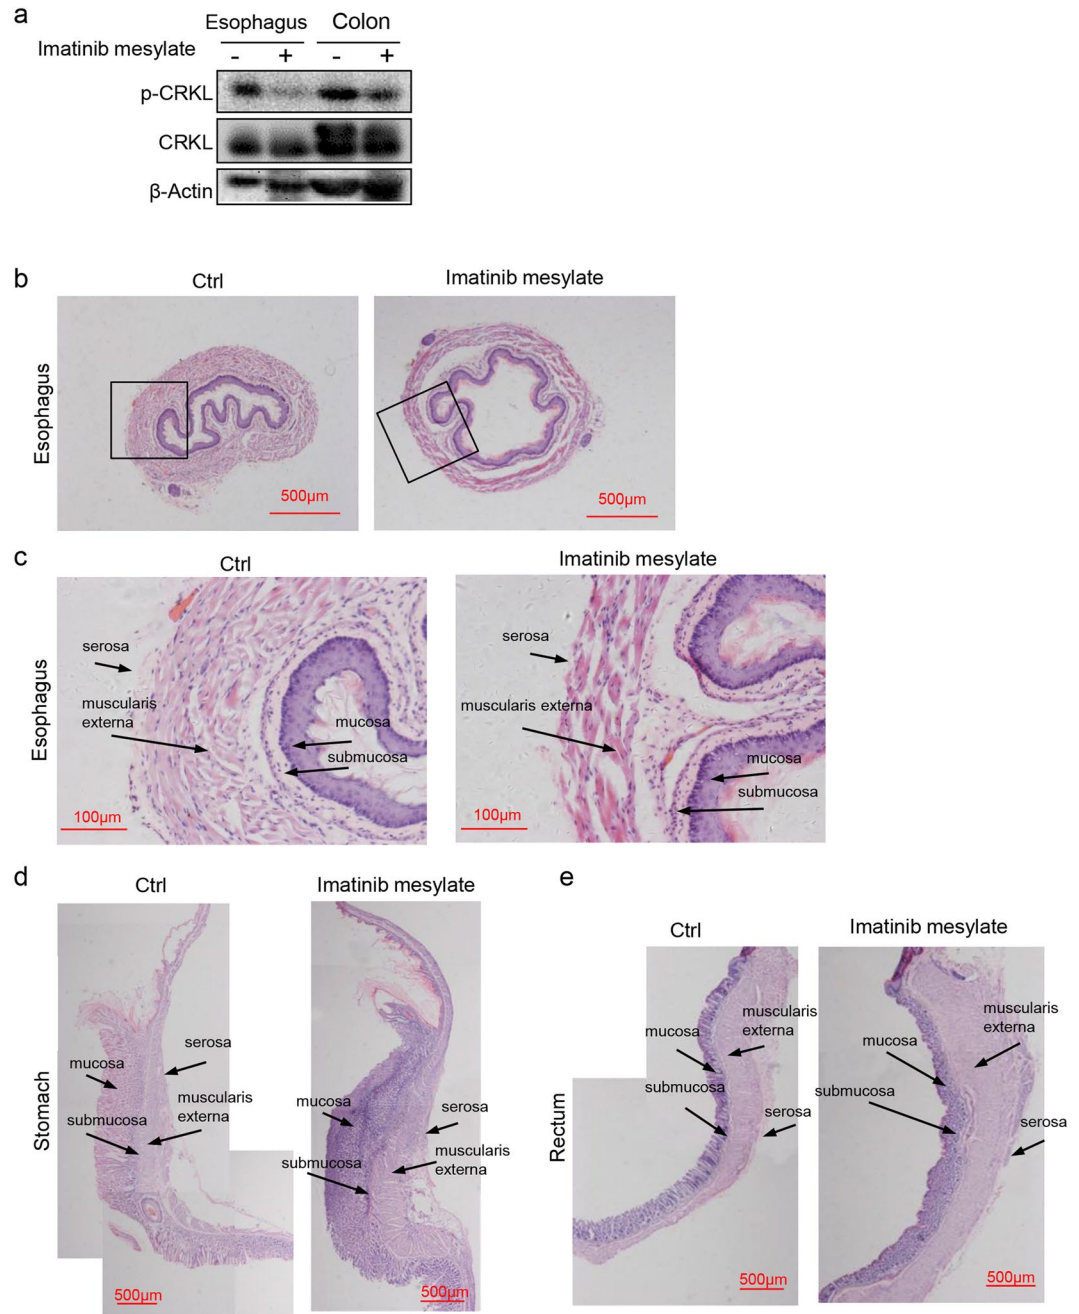 a
Esophagus Colon
Imatinib mesylate
- + - +
p-CRKL
CRKL
β-Actin
b
Ctrl
Imatinib mesylate
Esophagus
500µm
500µm
c
Ctrl
Imatinib mesylate
Esophagus
serosa
muscularis
externa
mucosa
submucosa
100µm
serosa
muscularis externa
mucosa
submucosa
100µm
d
Ctrl
Imatinib mesylate
Stomach
mucosa
serosa
submucosa
muscularis
externa
500µm
mucosa
serosa
submucosa
muscularis
externa
500µm
e
Ctrl
Imatinib mesylate
Rectum
mucosa
muscularis
externa
submucosa
serosa
500µm
mucosa
muscularis
externa
submucosa
serosa
500µm